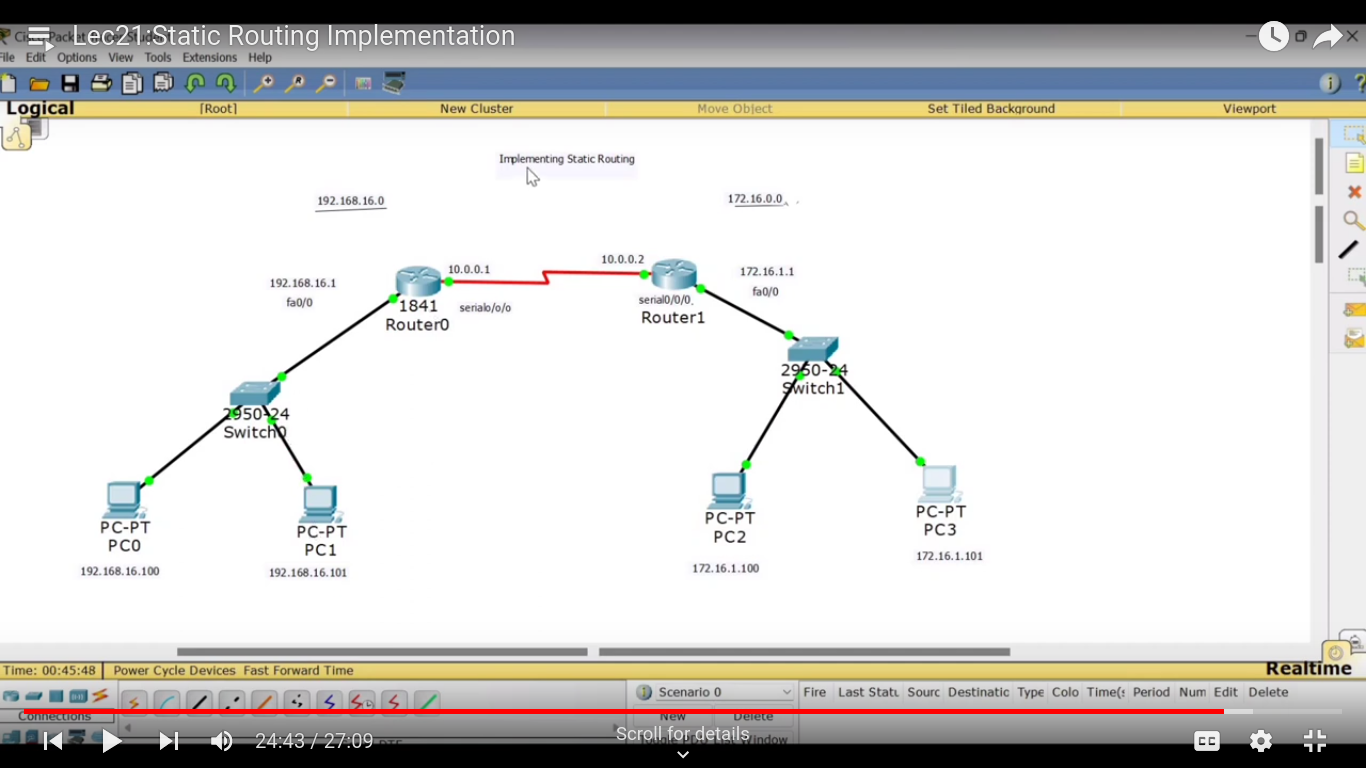 Lec21:Static Routing Implementation
File Edit Options View Tools Extensions Help
Logical [Root] New Cluster Move Object Set Tiled Background Viewport
Implementing Static Routing
192.168.16.0
172.16.0.0
10.0.0.2
10.0.0.1
172.16.1.1
192.168.16.1
fa0/0
fa0/0
serial0/0/0
serialo/o/o
1841
Router0
Router1
2950-24
Switch1
2950-24
Switch0
PC-PT
PC3
PC-PT
PC2
PC-PT
PC0
PC-PT
PC1
172.16.1.101
172.16.1.100
192.168.16.100
192.168.16.101
Time: 00:45:48 Power Cycle Devices Fast Forward Time
Realtime
Scenario 0
Fire Last Statu Sourc Destinatic Type Colo Time(s Period Num Edit Delete
Connections
New Delete
24:43 / 27:09
Scroll for details
Window
CC